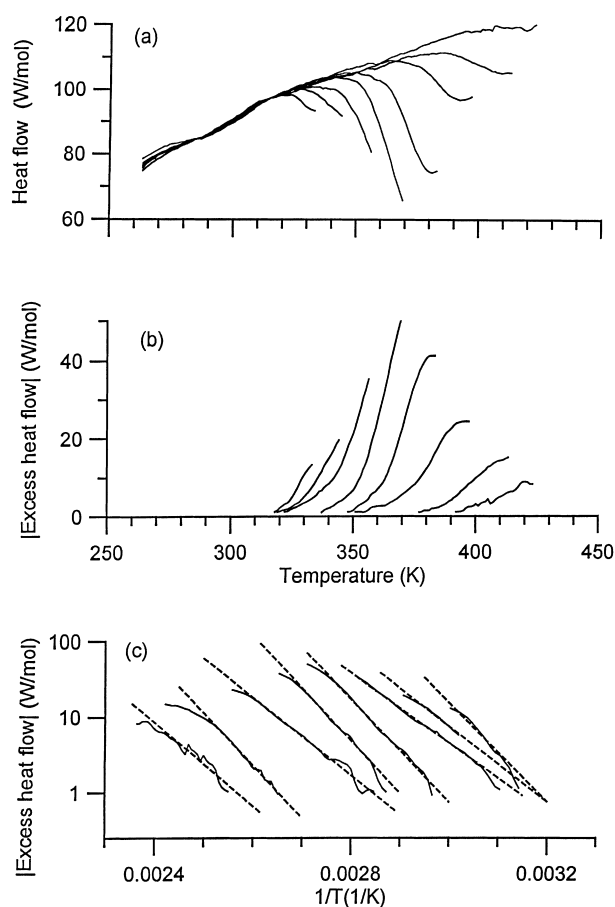 (a)
120
100
80
60
Heat flow (W/mol)
(b)
40
20
0
|Excess heat flow| (W/mol)
250 300 350 400 450
Temperature (K)
(c)
100
10
1
|Excess heat flow| (W/mol)
0.0024 0.0028 0.0032
1/T(1/K)